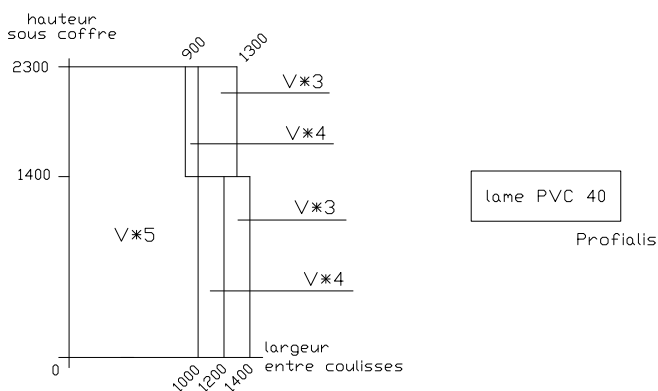 hauteur
sous coffre
900
1300
2300
V*3
V*4
1400
lame PVC 40
V*3
Profialis
V*5
V*4
largeur
entre coulisses
0
1000
1200
1400